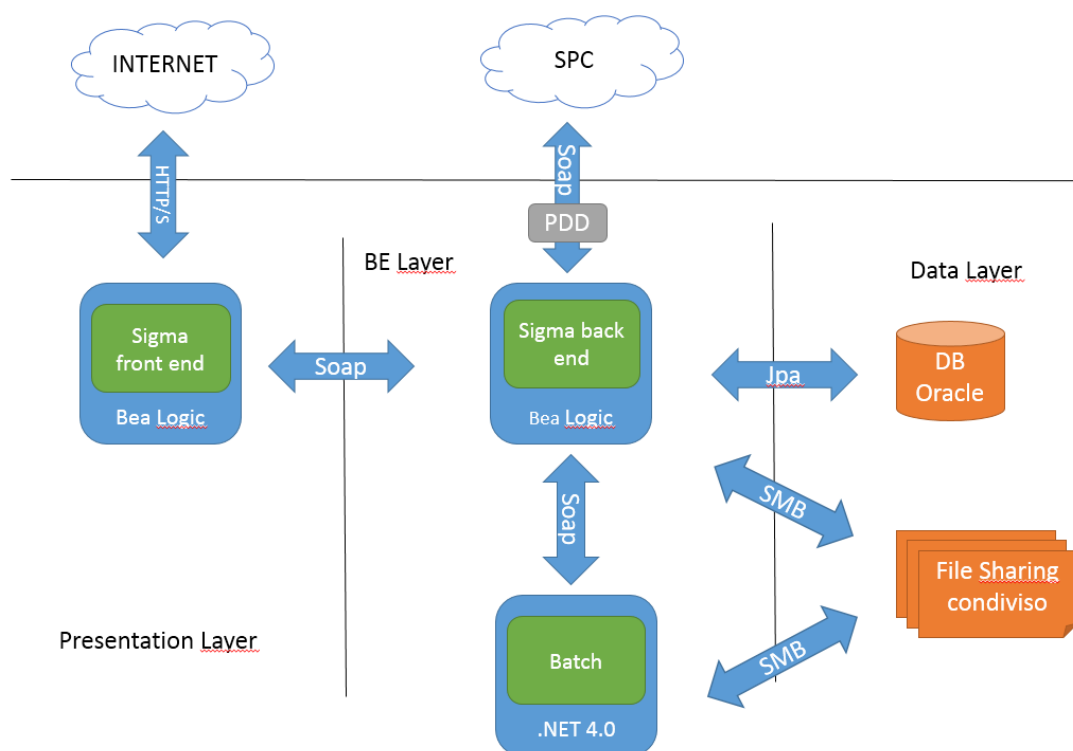 INTERNET
SPC
HTTP/S
Soap
PDD
BE Layer
Data Layer
Sigma
front end
Bea Logic
Soap
Sigma back
end
Bea Logic
Jpa
DB
Oracle
Soap
SMB
File Sharing
condiviso
Presentation Layer
Batch
.NET 4.0
SMB